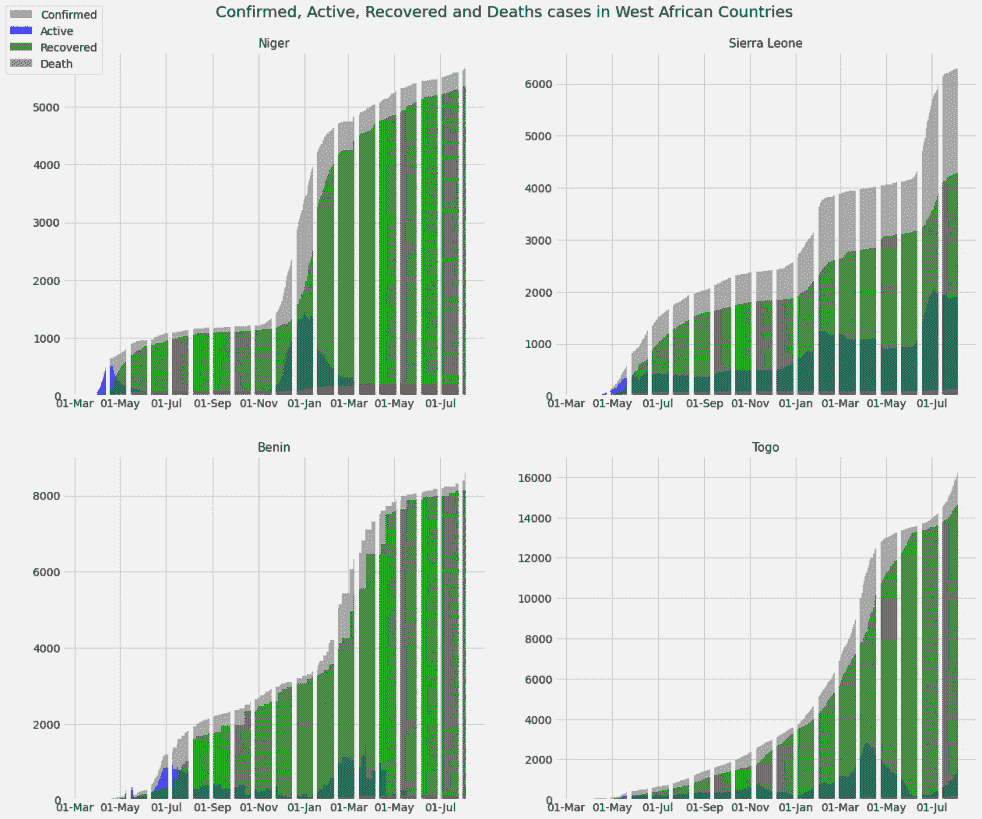 Confirmed, Active, Recovered and Deaths cases in West African Countries
Confirmed
Active
Recovered
Death
Niger
5000
4000
3000
2000
1000
0
01-Mar 01-May 01-Jul 01-Sep 01-Nov 01-Jan 01-Mar 01-May 01-Jul
Sierra Leone
6000
5000
4000
3000
2000
1000
0
01-Mar 01-May 01-Jul 01-Sep 01-Nov 01-Jan 01-Mar 01-May 01-Jul
Benin
8000
6000
4000
2000
0
01-Mar 01-May 01-Jul 01-Sep 01-Nov 01-Jan 01-Mar 01-May 01-Jul
Togo
16000
14000
12000
10000
8000
6000
4000
2000
0
01-Mar 01-May 01-Jul 01-Sep 01-Nov 01-Jan 01-Mar 01-May 01-Jul